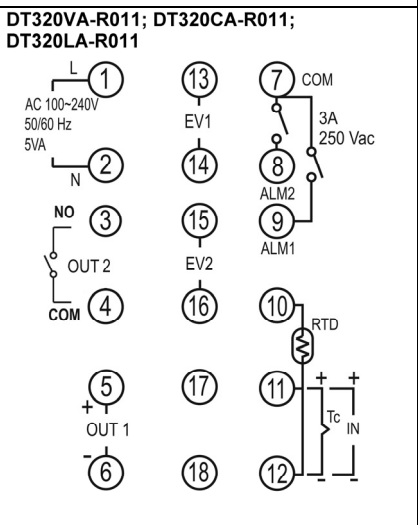 DT320VA-R011; DT320CA-R011;
DT320LA-R011
L 1 13 7 COM
AC 100~240V
50/60 Hz
5VA
EV1
3A
250 Vac
N 2 14 8
ALM2
NO 3 15 9
ALM1
OUT 2
EV2
COM 4 16 10
RTD
5 17 11 + +
+
OUT 1
Tc IN
- 6 18 12 - -